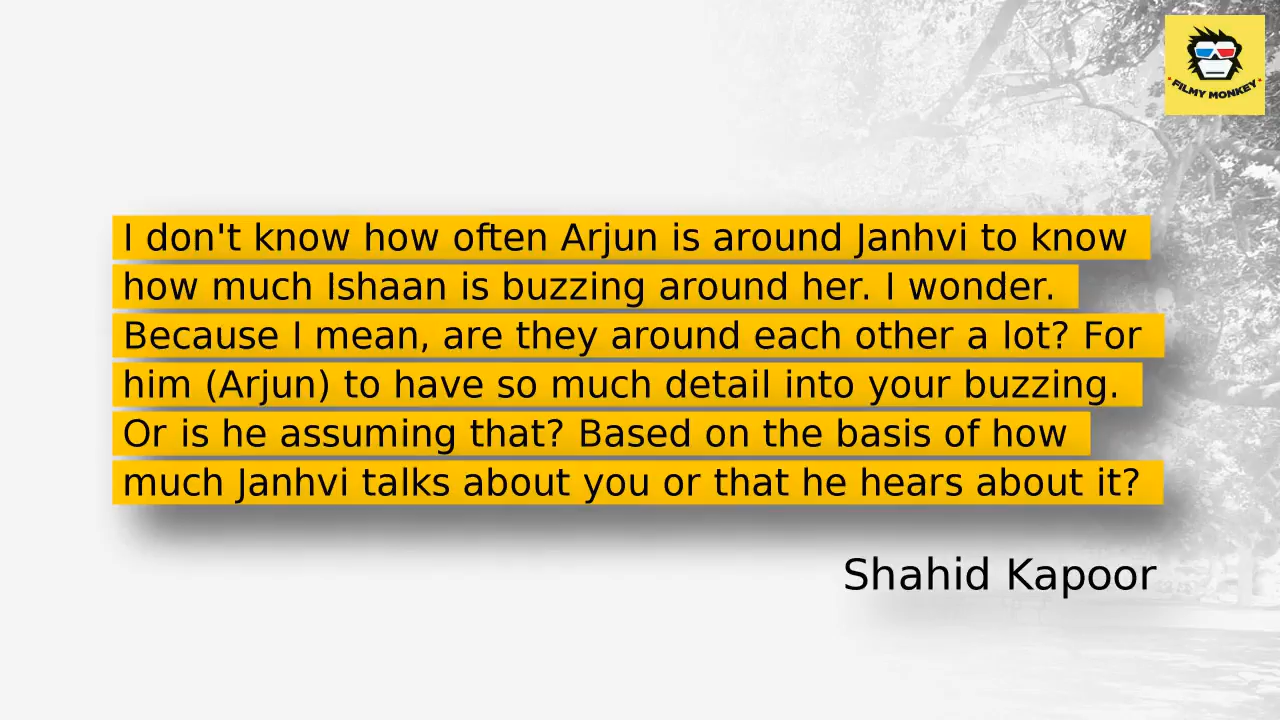 FILMY MONKEY
I don't know how often Arjun is around Janhvi to know
how much Ishaan is buzzing around her. I wonder.
Because I mean, are they around each other a lot? For
him (Arjun) to have so much detail into your buzzing.
Or is he assuming that? Based on the basis of how
much Janhvi talks about you or that he hears about it?
Shahid Kapoor